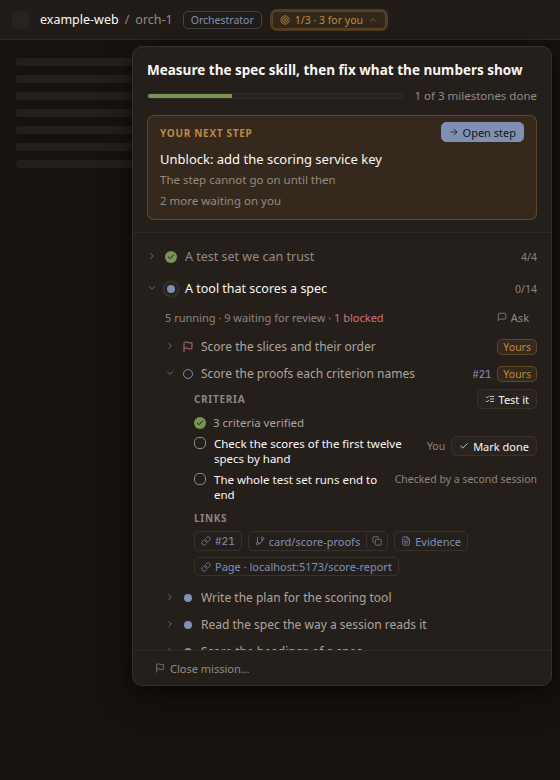 example-web / orch-1 Orchestrator 1/3 · 3 for you
Measure the spec skill, then fix what the numbers show
1 of 3 milestones done
YOUR NEXT STEP Open step
Unblock: add the scoring service key
The step cannot go on until then
2 more waiting on you
A test set we can trust 4/4
A tool that scores a spec 0/14
5 running · 9 waiting for review · 1 blocked Ask
Score the slices and their order Yours
Score the proofs each criterion names #21 Yours
CRITERIA Test it
3 criteria verified
Check the scores of the first twelve You Mark done
specs by hand
The whole test set runs end to Checked by a second session
end
LINKS
#21 card/score-proofs Evidence
Page · localhost:5173/score-report
Write the plan for the scoring tool
Read the spec the way a session reads it
Score the headings of a spec
Close mission...